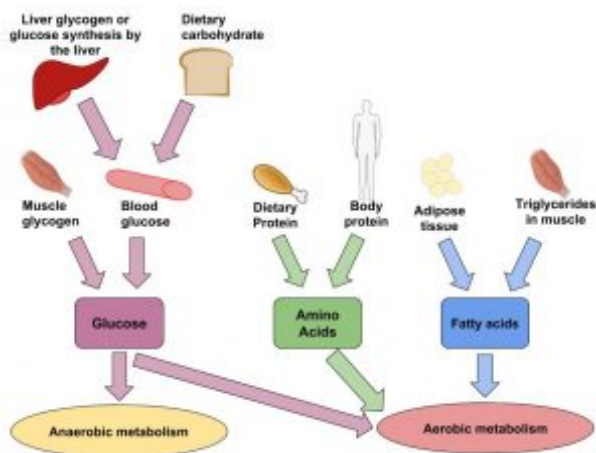 Liver glycogen or
glucose synthesis by
the liver
Dietary
carbohydrate
Muscle
glycogen
Blood
glucose
Dietary
Protein
Body
protein
Adipose
tissue
Triglycerides
in muscle
Glucose
Amino
Acids
Fatty acids
Anaerobic metabolism
Aerobic metabolism